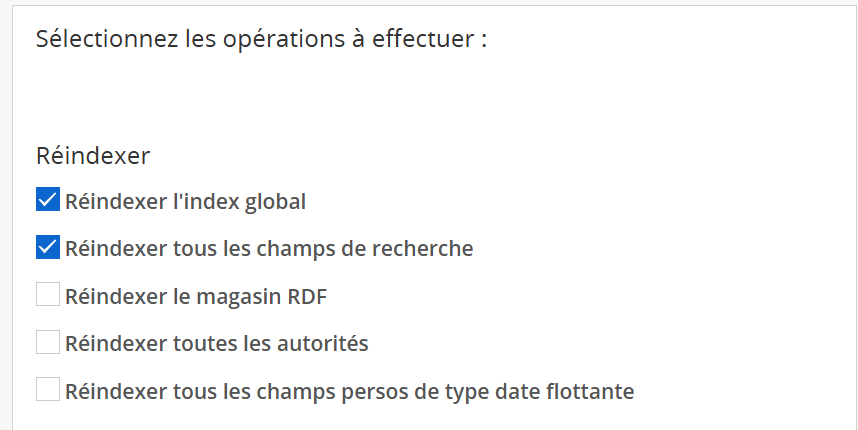 Sélectionnez les opérations à effectuer :
Réindexer
Réindexer l'index global
Réindexer tous les champs de recherche
Réindexer le magasin RDF
Réindexer toutes les autorités
Réindexer tous les champs persos de type date flottante